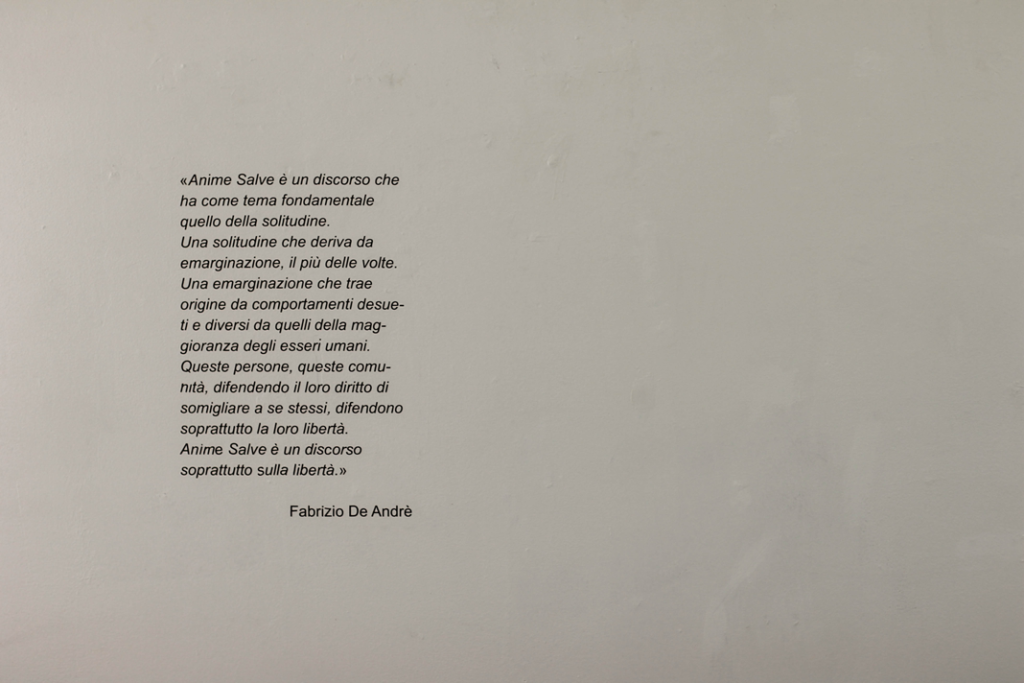 «Anime Salve è un discorso che
ha come tema fondamentale
quello della solitudine.
Una solitudine che deriva da
emarginazione, il più delle volte.
Una emarginazione che trae
origine da comportamenti desue-
ti e diversi da quelli della mag-
gioranza degli esseri umani.
Queste persone, queste comu-
nità, difendendo il loro diritto di
somigliare a se stessi, difendono
soprattutto la loro libertà.
Anime Salve è un discorso
soprattutto sulla libertà.»
Fabrizio De Andrè